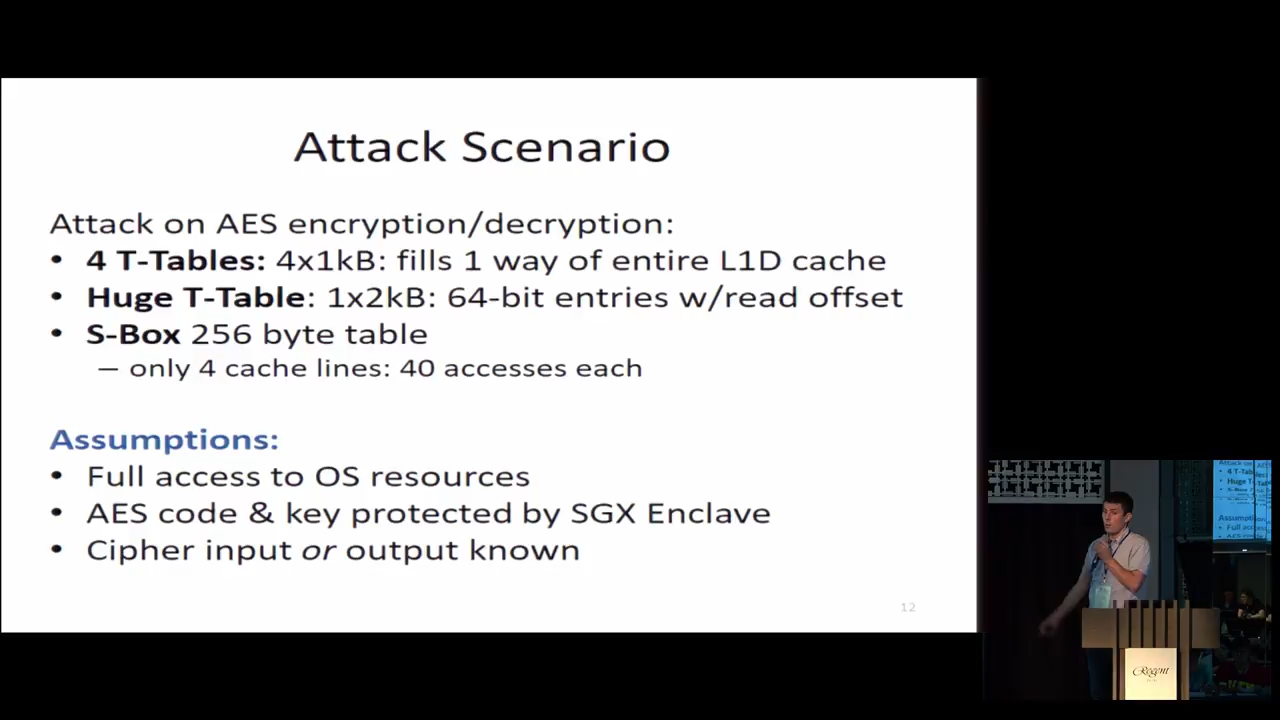 Attack Scenario
Attack on AES encryption/decryption:
• 4 T-Tables: 4x1kB: fills 1 way of entire L1D cache
• Huge T-Table: 1x2kB: 64-bit entries w/read offset
• S-Box 256 byte table
– only 4 cache lines: 40 accesses each
Assumptions:
• Full access to OS resources
• AES code & key protected by SGX Enclave
• Cipher input or output known
12
Regent